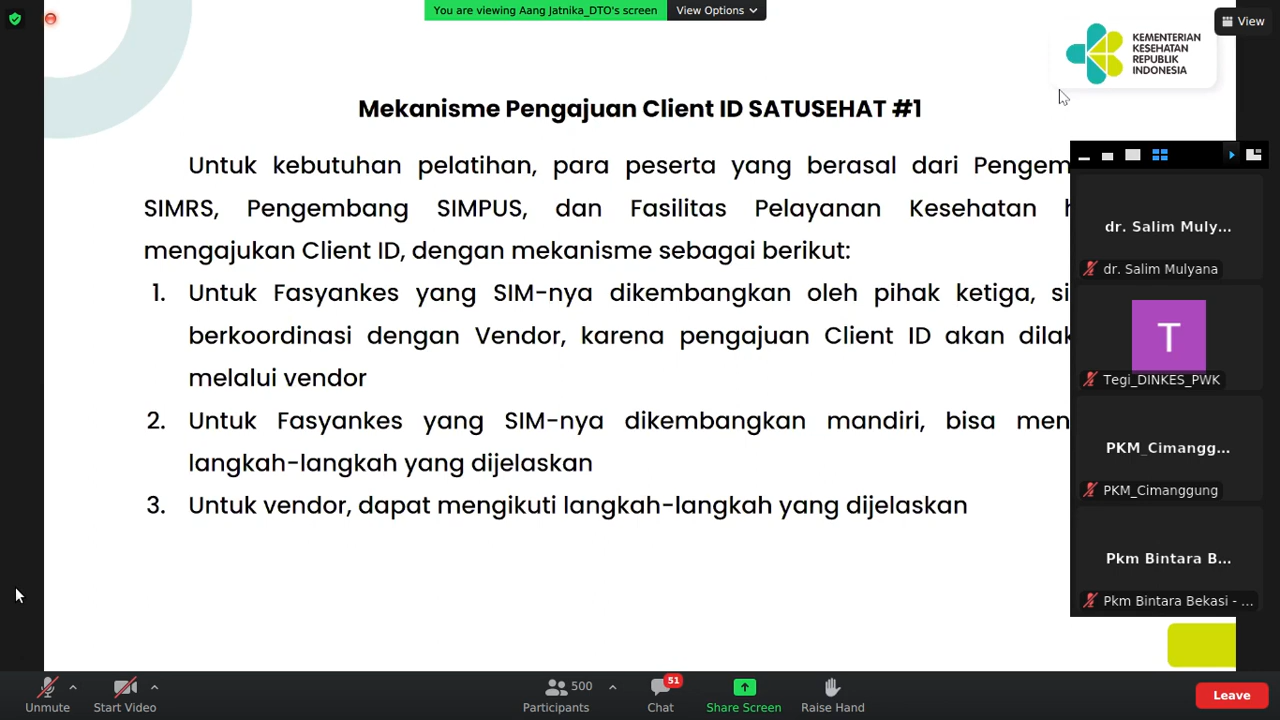 You are viewing Aang Jatnika_DTO's screen
View Options
View
KEMENTERIAN
KESEHATAN
REPUBLIK
INDONESIA
Mekanisme Pengajuan Client ID SATUSEHAT #1
Untuk kebutuhan pelatihan, para peserta yang berasal dari
SIMRS, Pengembang SIMPUS, dan Fasilitas Pelayanan Kesehatan
mengajukan Client ID, dengan mekanisme sebagai berikut:
1. Untuk Fasyankes yang SIM-nya dikembangkan oleh pihak ketiga,
berkoordinasi dengan Vendor, karena pengajuan Client ID akan
melalui vendor
2. Untuk Fasyankes yang SIM-nya dikembangkan mandiri, bisa
langkah-langkah yang dijelaskan
3. Untuk vendor, dapat mengikuti langkah-langkah yang dijelaskan
dr. Salim Muly...
dr. Salim Mulyana
T
Tegi_DINKES_PWK
PKM_Cimangg...
PKM_Cimanggung
Pkm Bintara B...
Pkm Bintara Bekasi - ...
Unmute
Start Video
500
Participants
51
Chat
Share Screen
Raise Hand
Leave